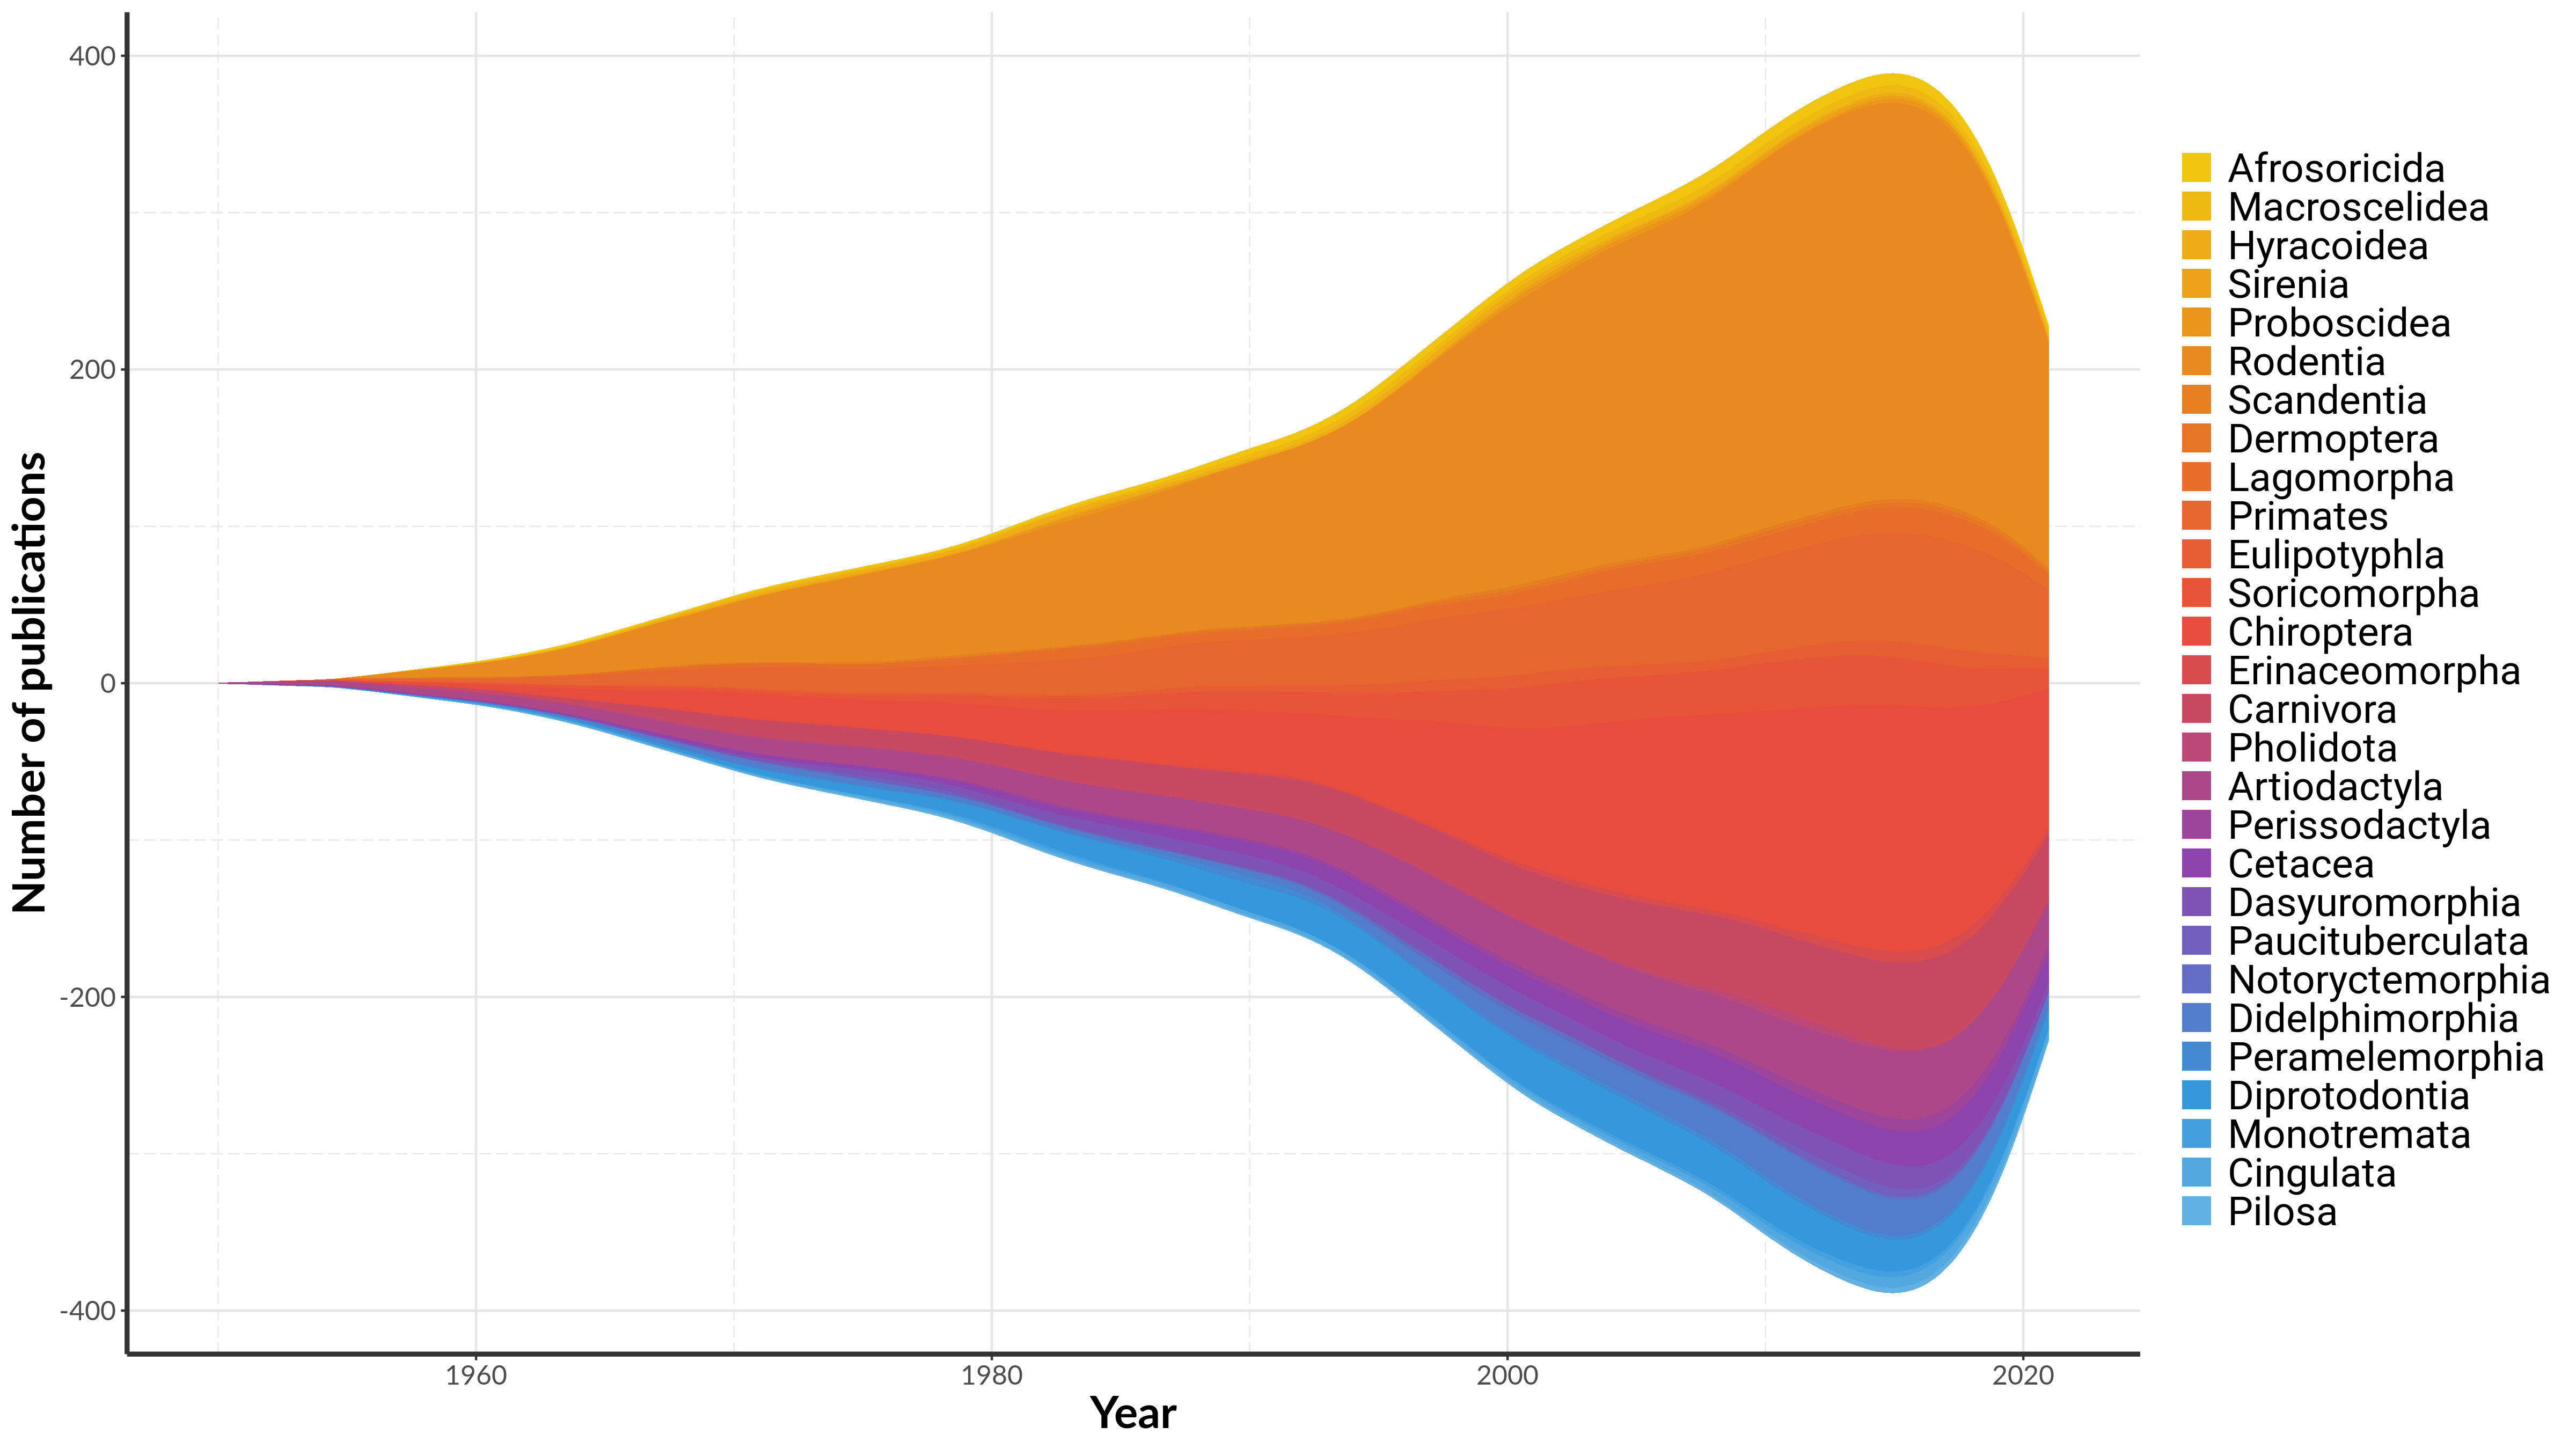 Number of publications
400
200
0
-200
-400
1960
1980
2000
2020
Year
Afrosoricida
Macroscelidea
Hyracoidea
Sirenia
Proboscidea
Rodentia
Scandentia
Dermoptera
Lagomorpha
Primates
Eulipotyphla
Soricomorpha
Chiroptera
Erinaceomorpha
Carnivora
Pholidota
Artiodactyla
Perissodactyla
Cetacea
Dasyuromorphia
Paucituberculata
Notoryctemorphia
Didelphimorphia
Peramelemorphia
Diprotodontia
Monotremata
Cingulata
Pilosa